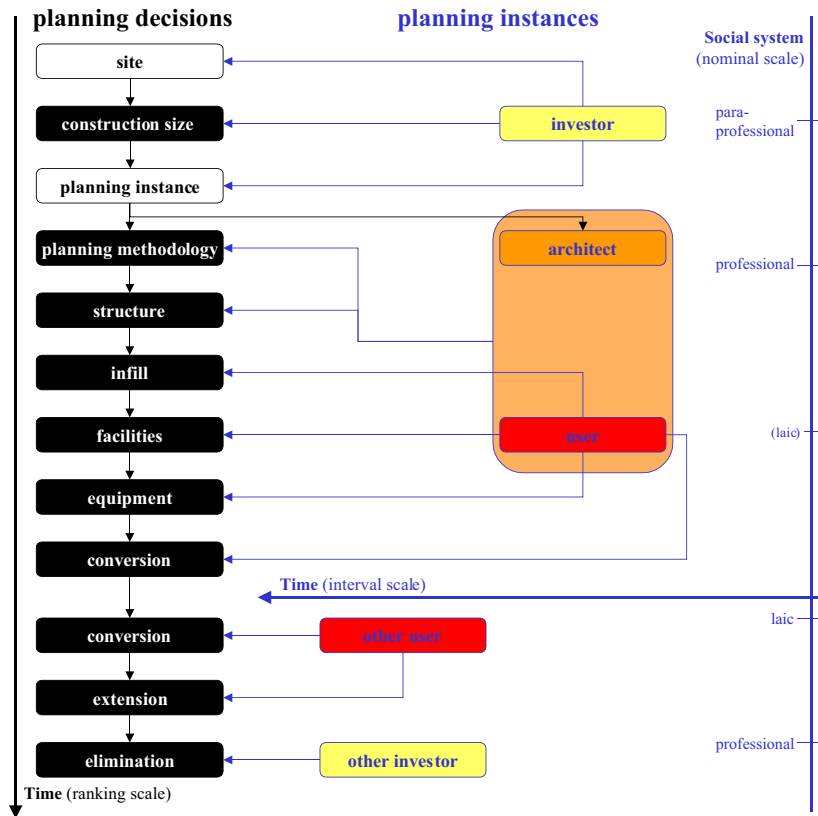 planning decisions
planning instances
Social system
(nominal scale)
site
construction size
investor
para-
professional
planning instance
planning methodology
architect
professional
structure
infill
facilities
user
(laic)
equipment
conversion
Time (interval scale)
conversion
other user
laic
extension
elimination
other investor
professional
Time (ranking scale)